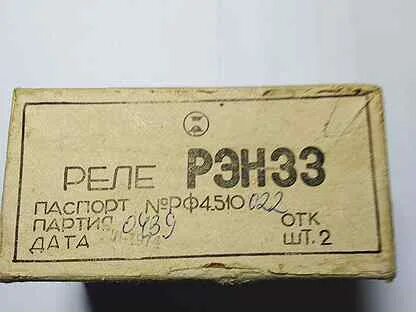 РЕЛЕ РЭН33
ПАСПОРТ №РФ4.510 022
ПАРТИЯ 0439 ОТК
ДАТА ШТ. 2